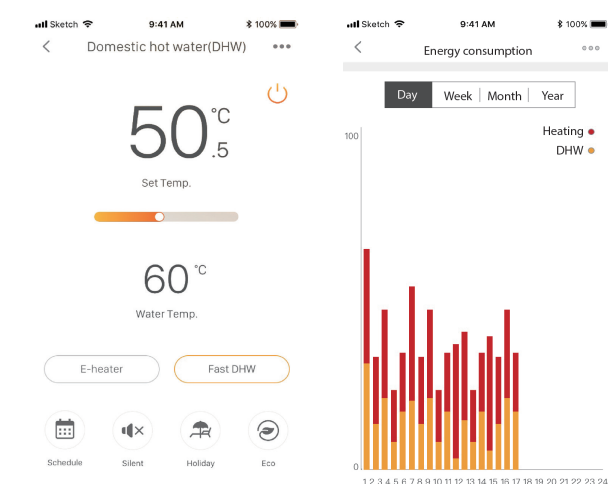 Sketch 9:41 AM 100%
Domestic hot water(DHW)
50.5 °C
Set Temp.
60 °C
Water Temp.
E-heater Fast DHW
Schedule Silent Holiday Eco
Sketch 9:41 AM 100%
Energy consumption
Day Week Month Year
Heating
DHW
100
0
1 2 3 4 5 6 7 8 9 10 11 12 13 14 15 16 17 18 19 20 21 22 23 24